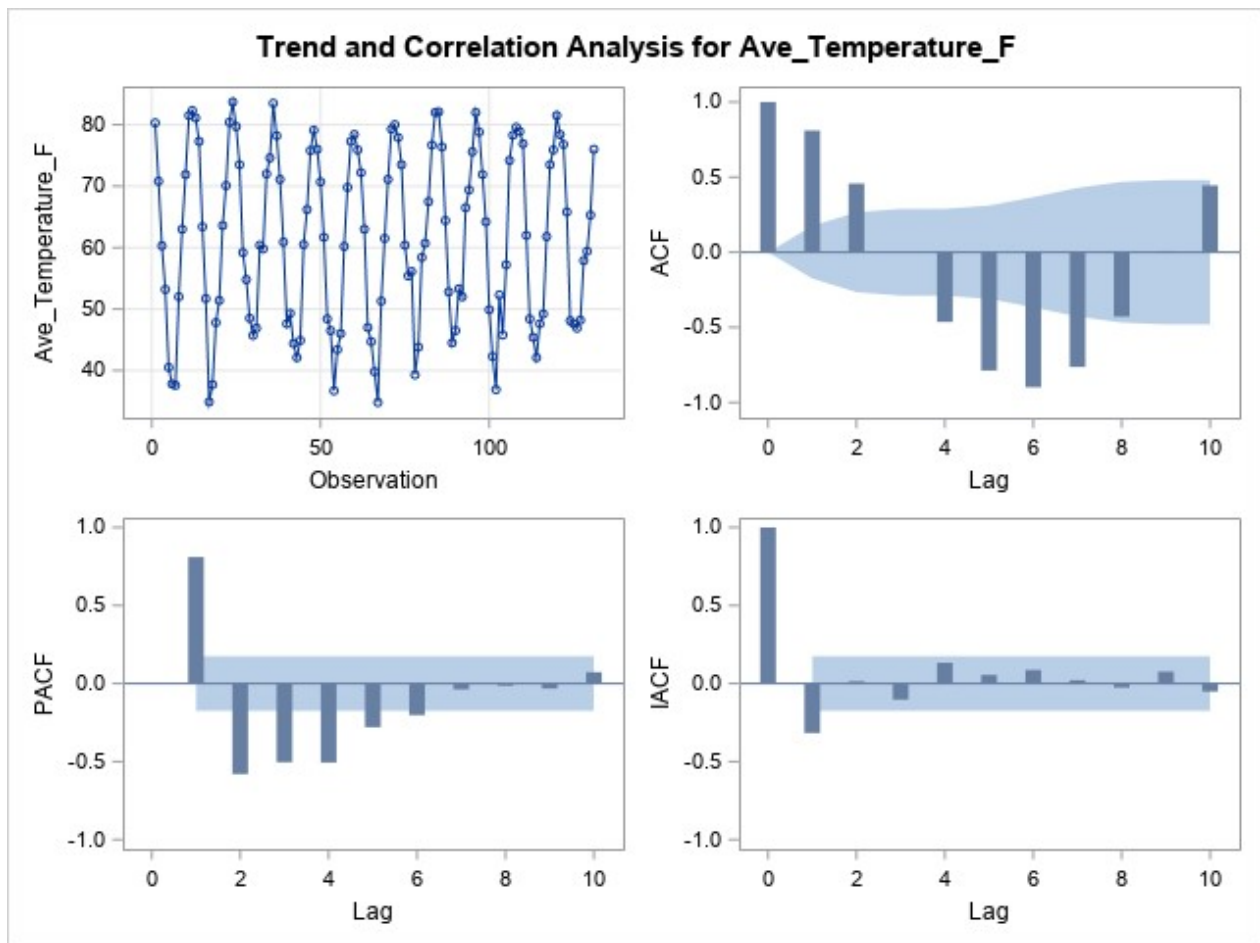 Trend and Correlation Analysis for Ave_Temperature_F
Ave_Temperature_F
80
70
60
50
40
0 50 100
Observation
ACF
1.0
0.5
0.0
-0.5
-1.0
0 2 4 6 8 10
Lag
PACF
1.0
0.5
0.0
-0.5
-1.0
0 2 4 6 8 10
Lag
IACF
1.0
0.5
0.0
-0.5
-1.0
0 2 4 6 8 10
Lag